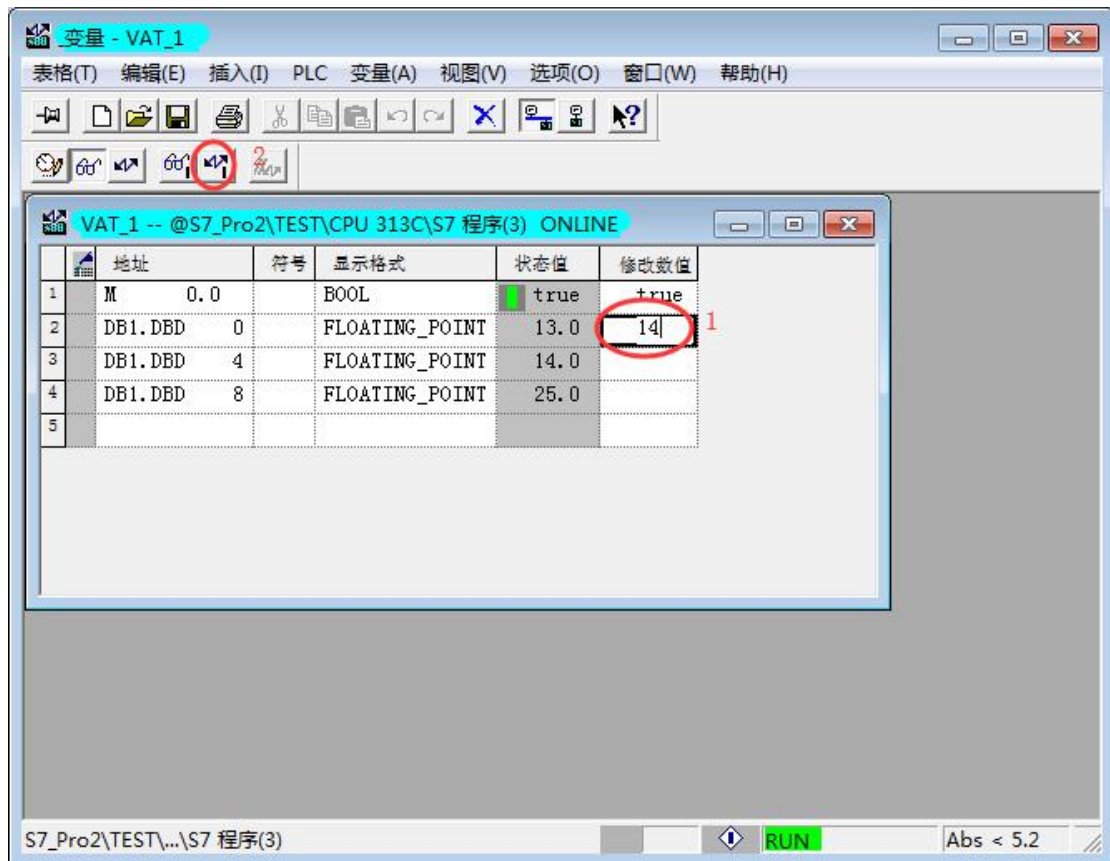 变量 - VAT_1
表格(T) 编辑(E) 插入(I) PLC 变量(A) 视图(V) 选项(O) 窗口(W) 帮助(H)
2
VAT_1 -- @S7_Pro2\TEST\CPU 313C\S7 程序(3) ONLINE
地址 符号 显示格式 状态值 修改数值
1 M 0.0 BOOL true true
2 DB1.DBD 0 FLOATING_POINT 13.0 14 1
3 DB1.DBD 4 FLOATING_POINT 14.0
4 DB1.DBD 8 FLOATING_POINT 25.0
5
S7_Pro2\TEST\...\S7 程序(3) RUN Abs < 5.2